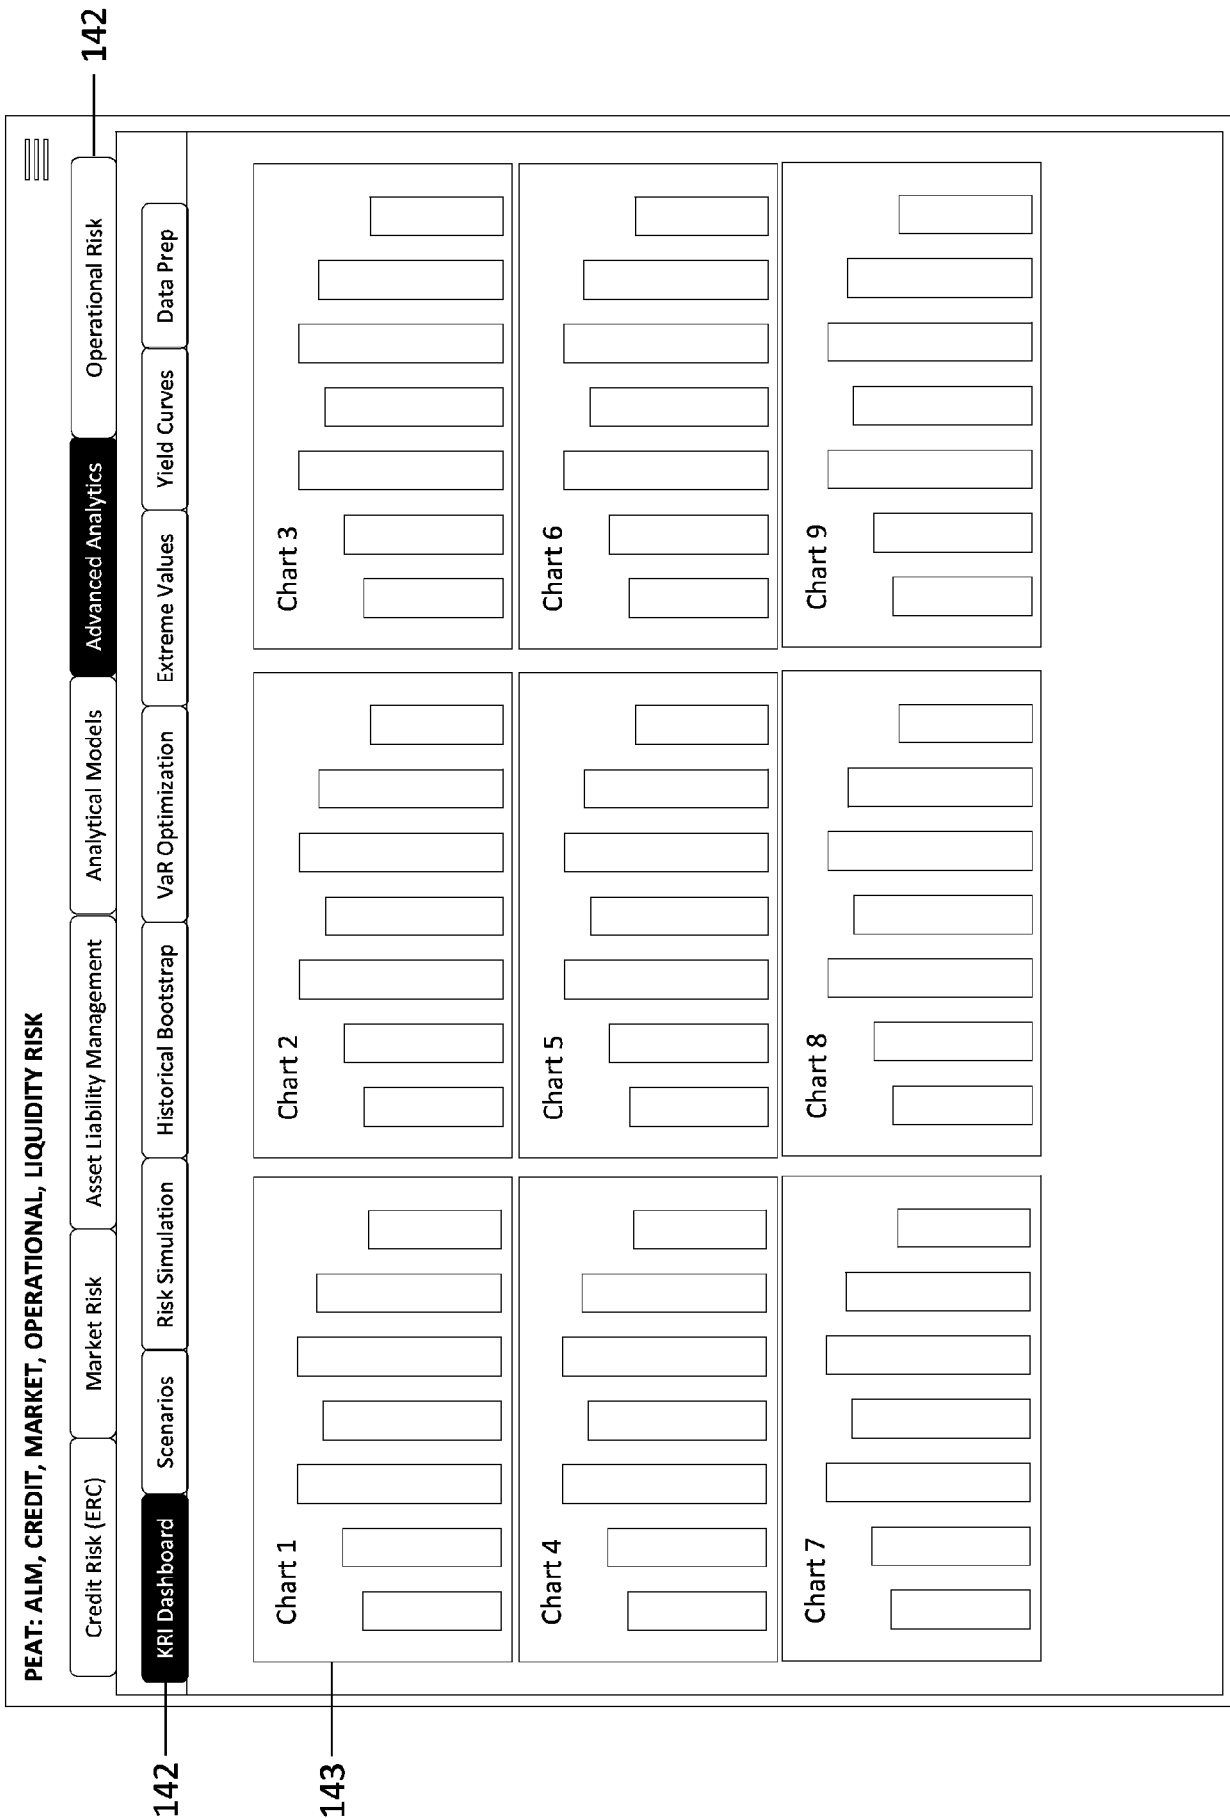 PEAT: ALM, CREDIT, MARKET, OPERATIONAL, LIQUIDITY RISK
Credit Risk (ERC) Market Risk Asset Liability Management Analytical Models Advanced Analytics Operational Risk
142
142
KRI Dashboard Scenarios Risk Simulation Historical Bootstrap VaR Optimization Extreme Values Yield Curves Data Prep
143
Chart 1 Chart 2 Chart 3
Chart 4 Chart 5 Chart 6
Chart 7 Chart 8 Chart 9